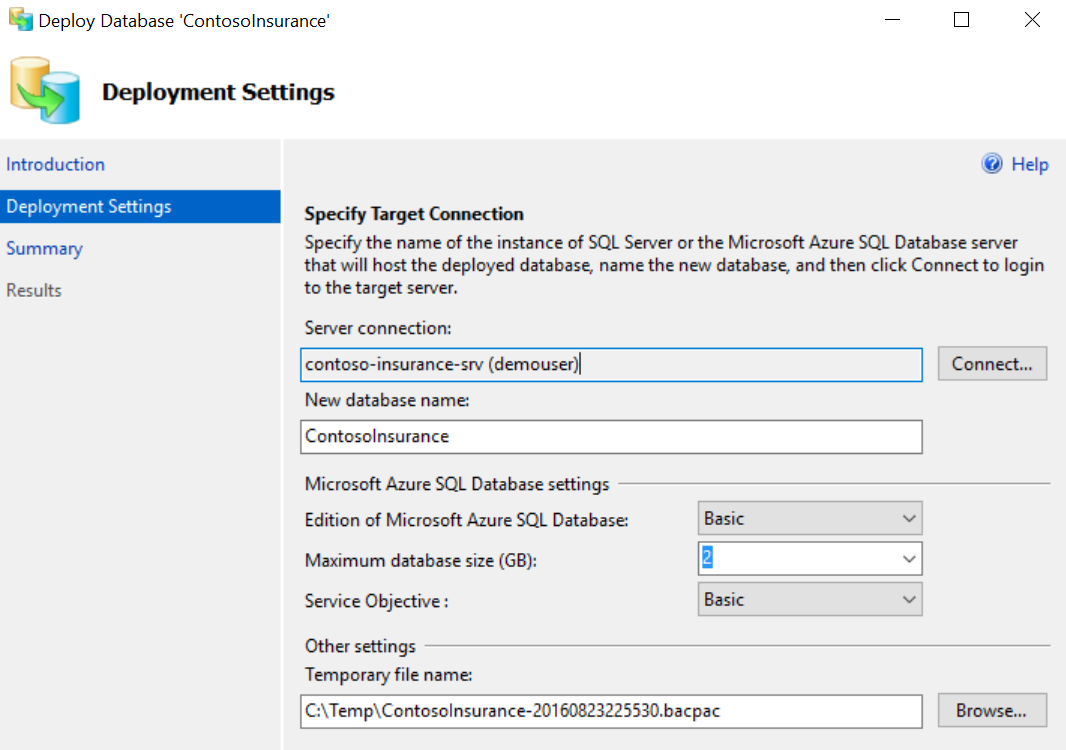 Deploy Database 'ContosoInsurance'
Deployment Settings
Introduction
Deployment Settings
Summary
Results
Help
Specify Target Connection
Specify the name of the instance of SQL Server or the Microsoft Azure SQL Database server
that will host the deployed database, name the new database, and then click Connect to login
to the target server.
Server connection:
contoso-insurance-srv (demouser)
Connect...
New database name:
ContosoInsurance
Microsoft Azure SQL Database settings
Edition of Microsoft Azure SQL Database: Basic
Maximum database size (GB): 2
Service Objective : Basic
Other settings
Temporary file name:
C:\Temp\ContosoInsurance-20160823225530.bacpac
Browse...